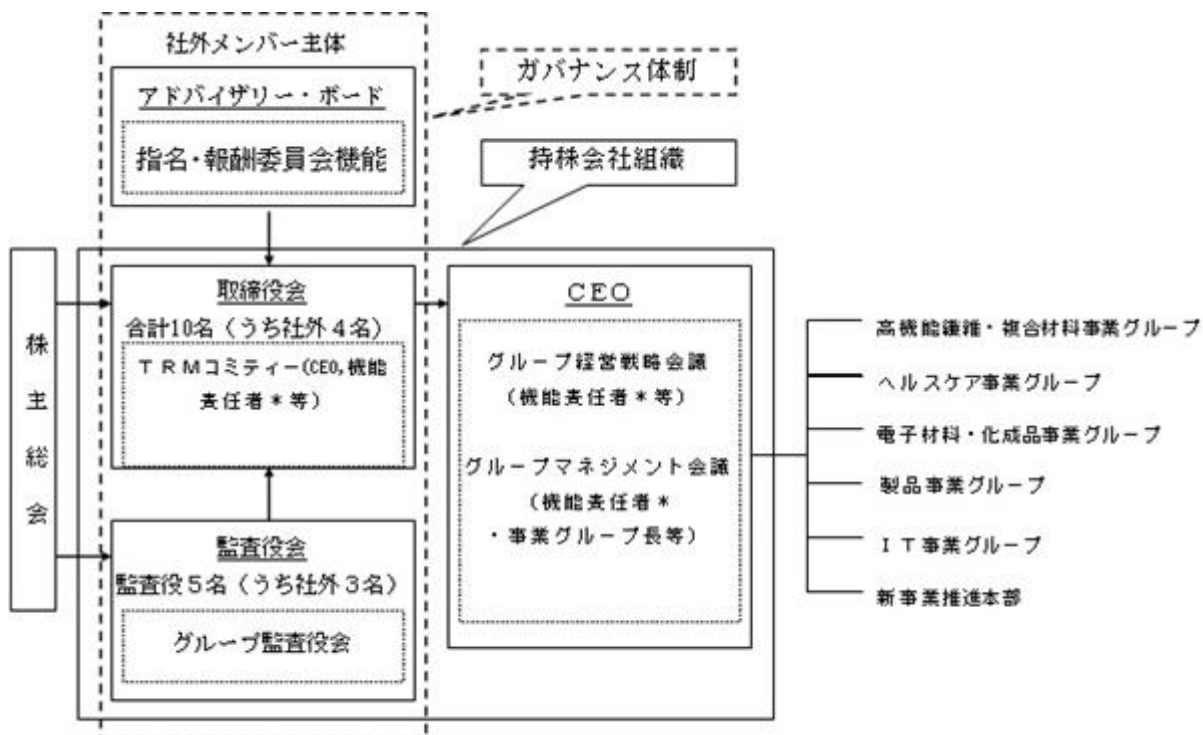 社外メンバー主体
アドバイザリー・ボード
指名・報酬委員会機能
ガバナンス体制
持株会社組織
株主総会
取締役会
合計10名（うち社外４名）
ＴＲＭコミティー(CEO,機能
責任者＊等）
監査役会
監査役５名（うち社外３名）
グループ監査役会
ＣＥＯ
グループ経営戦略会議
（機能責任者＊等）
グループマネジメント会議
（機能責任者＊
・事業グループ長等）
高機能繊維・複合材料事業グループ
ヘルスケア事業グループ
電子材料・化成品事業グループ
製品事業グループ
ＩＴ事業グループ
新事業推進本部